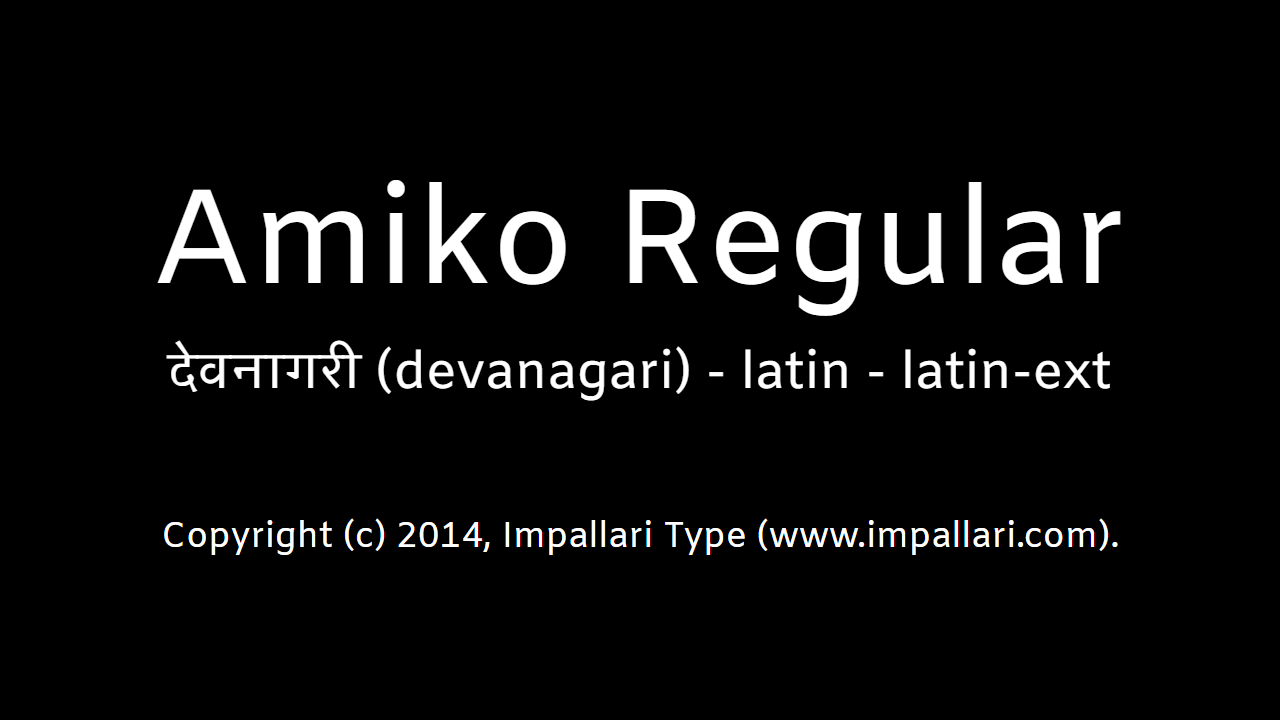 Amiko Regular
देवनागरी (devanagari) - latin - latin-ext
Copyright (c) 2014, Impallari Type (www.impallari.com).